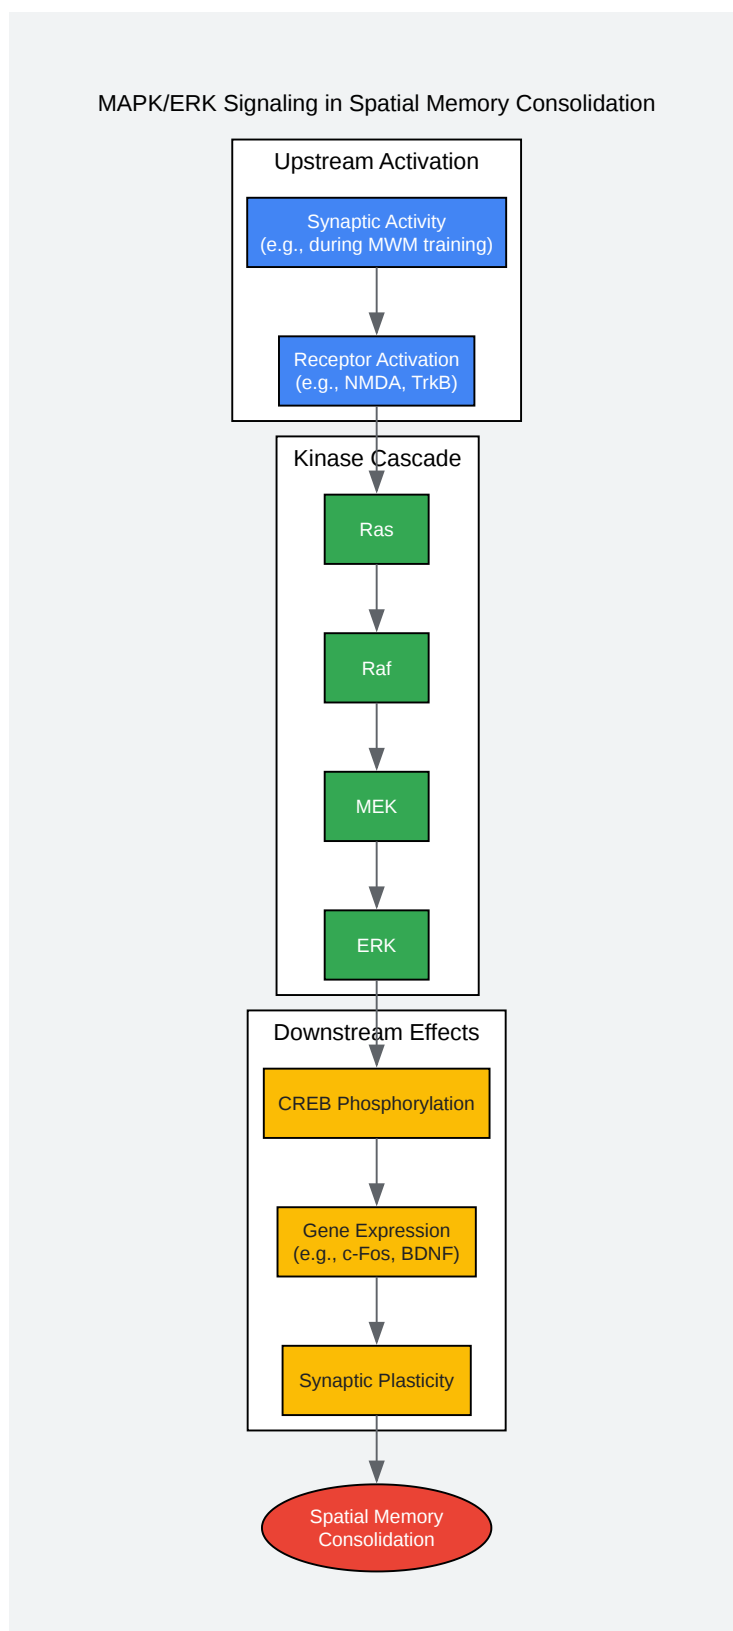 MAPK/ERK Signaling in Spatial Memory Consolidation
Upstream Activation
Synaptic Activity
(e.g., during MWM training)
Receptor Activation
(e.g., NMDA, TrkB)
Kinase Cascade
Ras
Raf
MEK
ERK
Downstream Effects
CREB Phosphorylation
Gene Expression
(e.g., c-Fos, BDNF)
Synaptic Plasticity
Spatial Memory
Consolidation